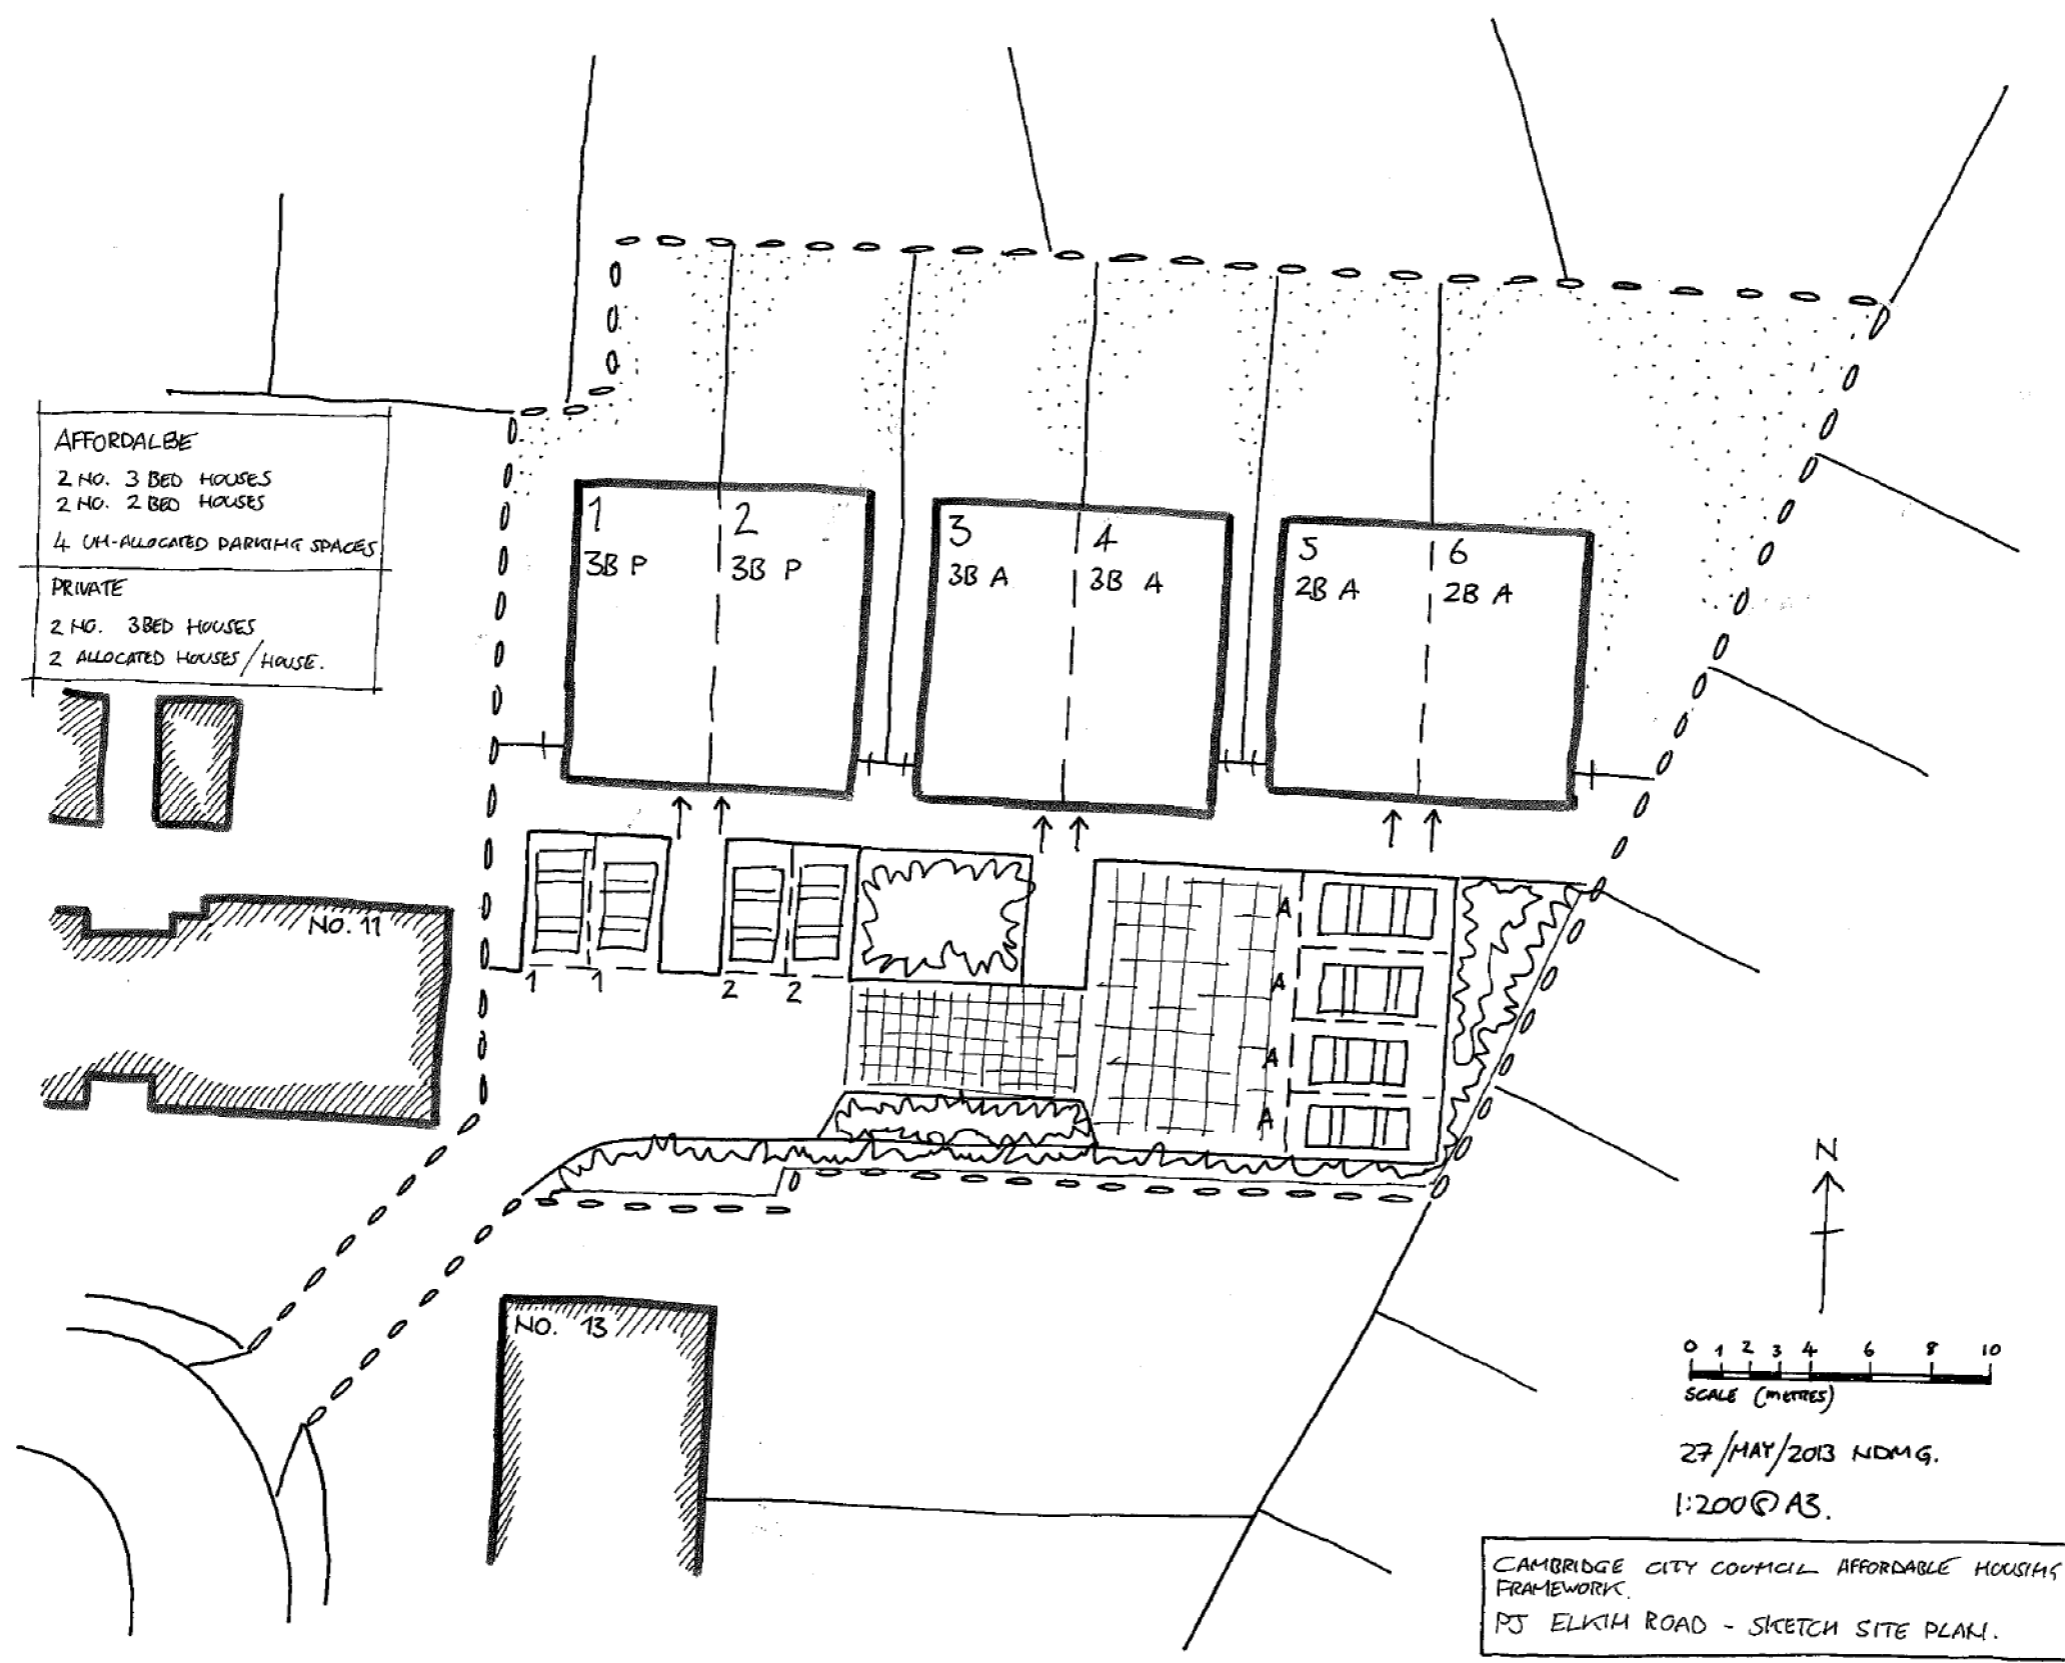 AFFORDALBE
2 NO. 3 BED HOUSES
2 NO. 2 BED HOUSES
4 UN-ALLOCATED PARKING SPACES
PRIVATE
2 NO. 3BED HOUSES
2 ALLOCATED HOUSES/HOUSE.
1
3B P
2
3B P
3
3B A
4
3B A
5
2B A
6
2B A
NO. 11
1 1
2 2
A
A
A
A
NO. 13
N
0 1 2 3 4 6 8 10
SCALE (METRES)
27/MAY/2013 NDMG.
1:200@A3.
CAMBRIDGE CITY COUNCIL AFFORDABLE HOUSING
FRAMEWORK.
PJ ELKIN ROAD - SKETCH SITE PLAN.